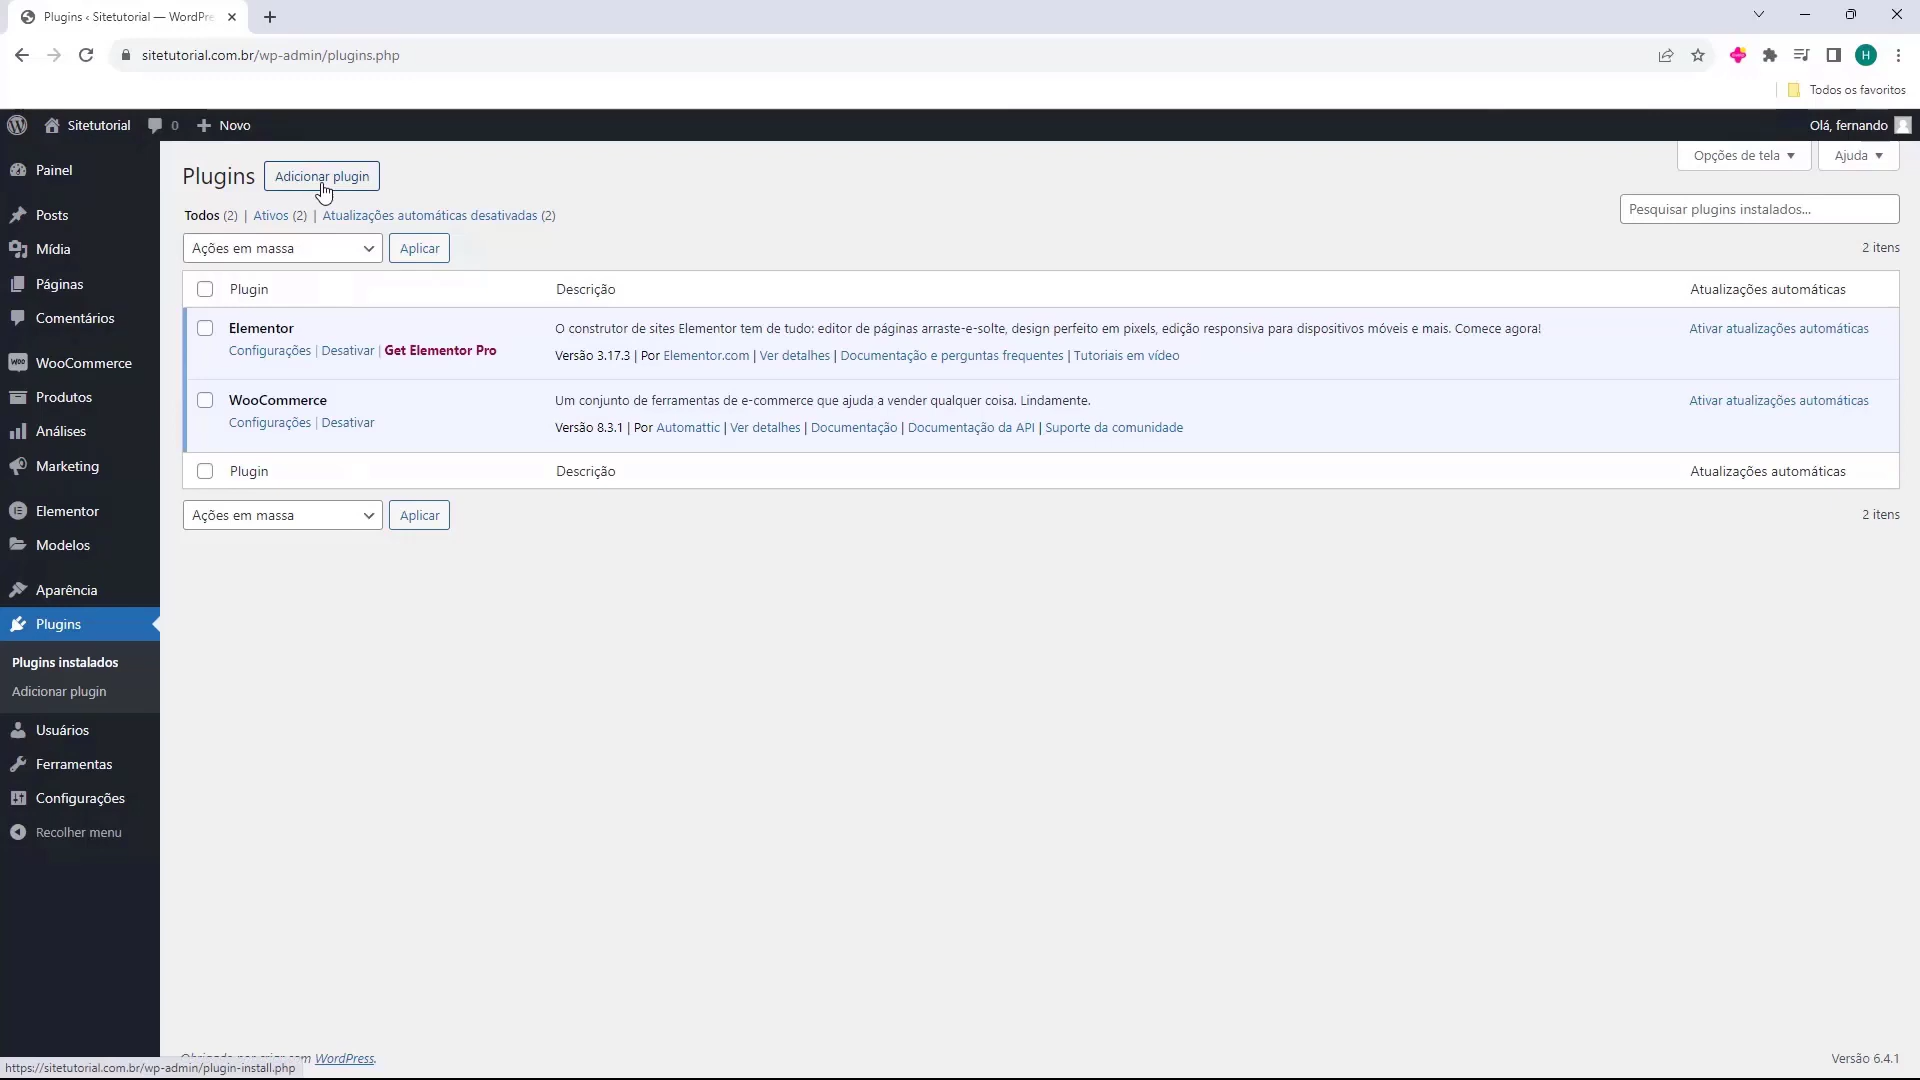 Plugins ‹ Sitetutorial — WordPre
sitetutorial.com.br/wp-admin/plugins.php
H
Todos os favoritos
Sitetutorial 0 Novo
Olá, fernando
Painel
Posts
Mídia
Páginas
Comentários
WooCommerce
Produtos
Análises
Marketing
Elementor
Modelos
Aparência
Plugins
Plugins instalados
Adicionar plugin
Usuários
Ferramentas
Configurações
Recolher menu
Opções de tela
Ajuda
Plugins Adicionar plugin
Todos (2) | Ativos (2) | Atualizações automáticas desativadas (2)
Pesquisar plugins instalados...
Ações em massa Aplicar
2 itens
Plugin Descrição Atualizações automáticas
Elementor
Configurações | Desativar | Get Elementor Pro
O construtor de sites Elementor tem de tudo: editor de páginas arraste-e-solte, design perfeito em pixels, edição responsiva para dispositivos móveis e mais. Comece agora!
Versão 3.17.3 | Por Elementor.com | Ver detalhes | Documentação e perguntas frequentes | Tutoriais em vídeo
Ativar atualizações automáticas
WooCommerce
Configurações | Desativar
Um conjunto de ferramentas de e-commerce que ajuda a vender qualquer coisa. Lindamente.
Versão 8.3.1 | Por Automattic | Ver detalhes | Documentação | Documentação da API | Suporte da comunidade
Ativar atualizações automáticas
Plugin Descrição Atualizações automáticas
Ações em massa Aplicar
2 itens
Obrigado por criar com WordPress.
Versão 6.4.1
https://sitetutorial.com.br/wp-admin/plugin-install.php